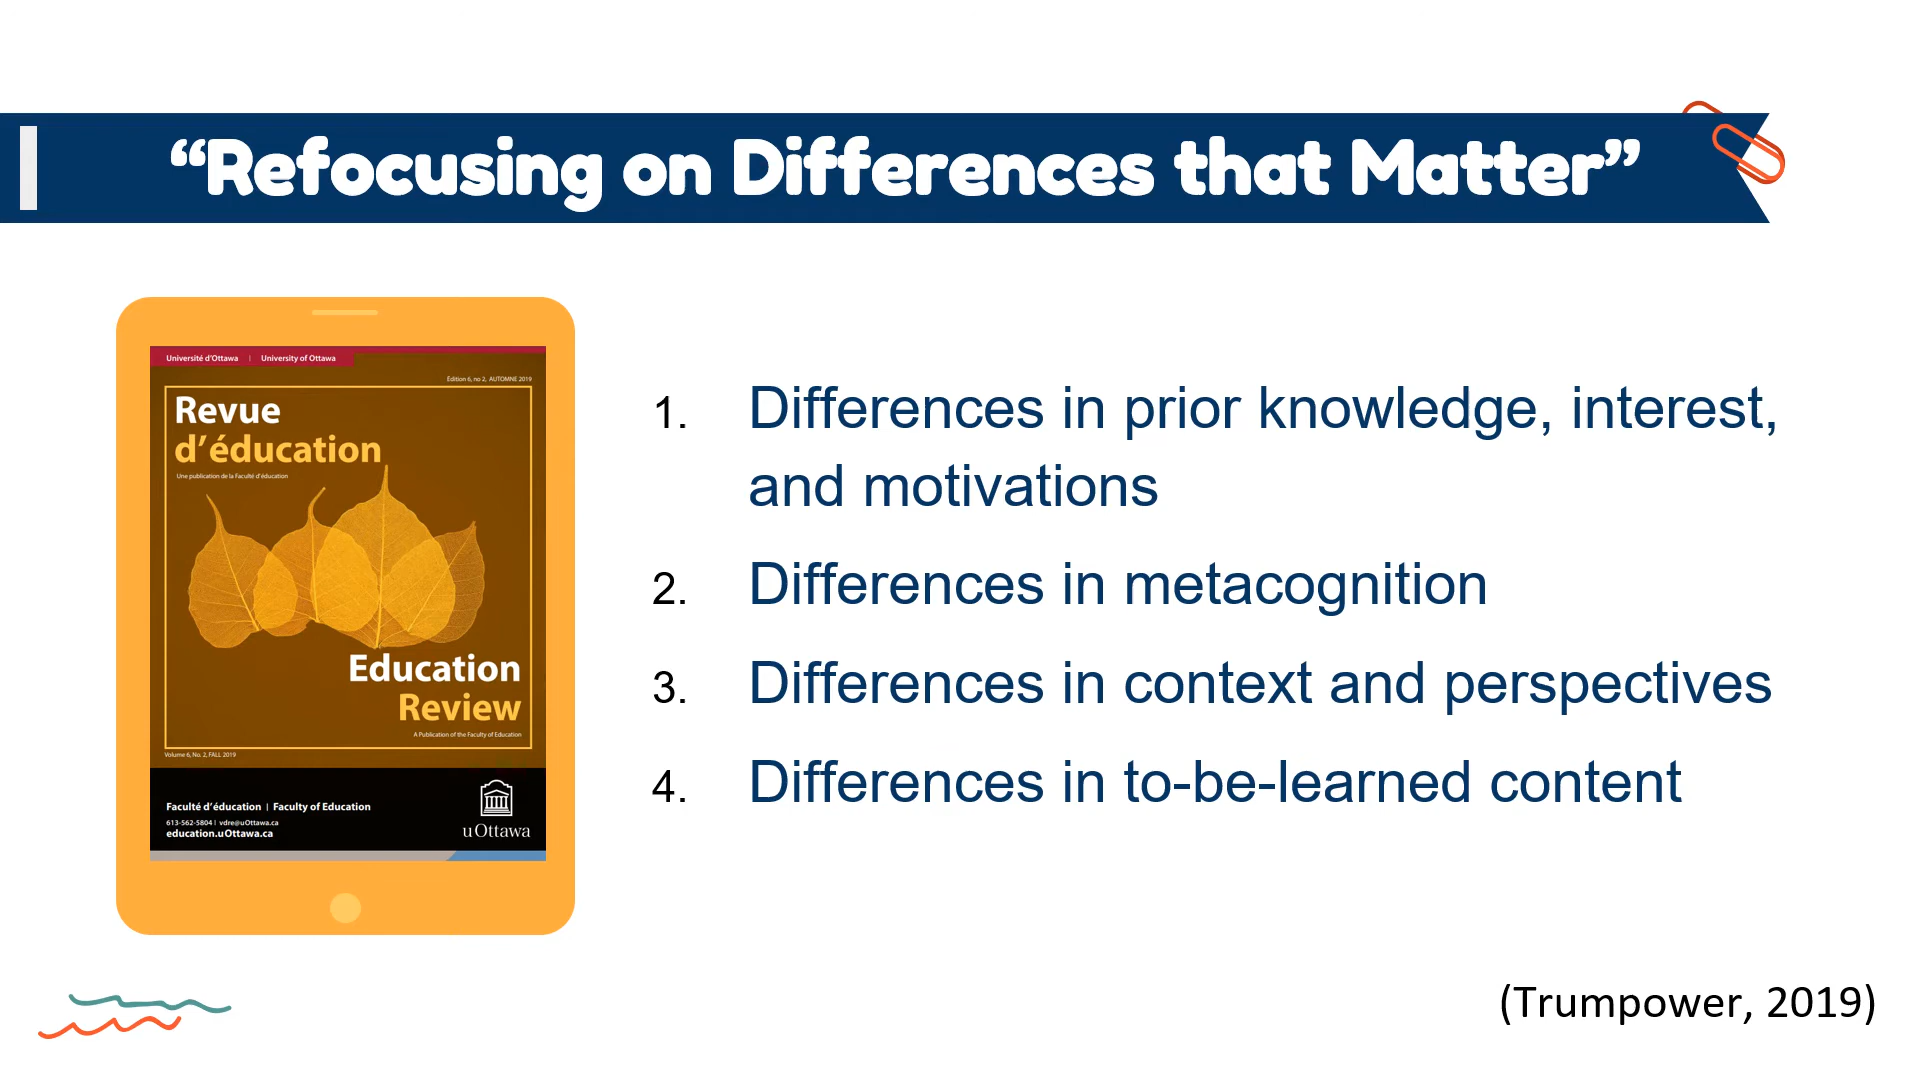 “Refocusing on Differences that Matter”
Université d'Ottawa | University of Ottawa
Édition 6, no 2, AUTOMNE 2019
Revue
d'éducation
Une publication de la Faculté d'éducation
Education
Review
A Publication of the Faculty of Education
Volume 6, No. 2, FALL 2019
Faculté d'éducation | Faculty of Education
613-562-5804 | vdre@uOttawa.ca
education.uOttawa.ca
uOttawa
1. Differences in prior knowledge, interest,
and motivations
2. Differences in metacognition
3. Differences in context and perspectives
4. Differences in to-be-learned content
(Trumpower, 2019)